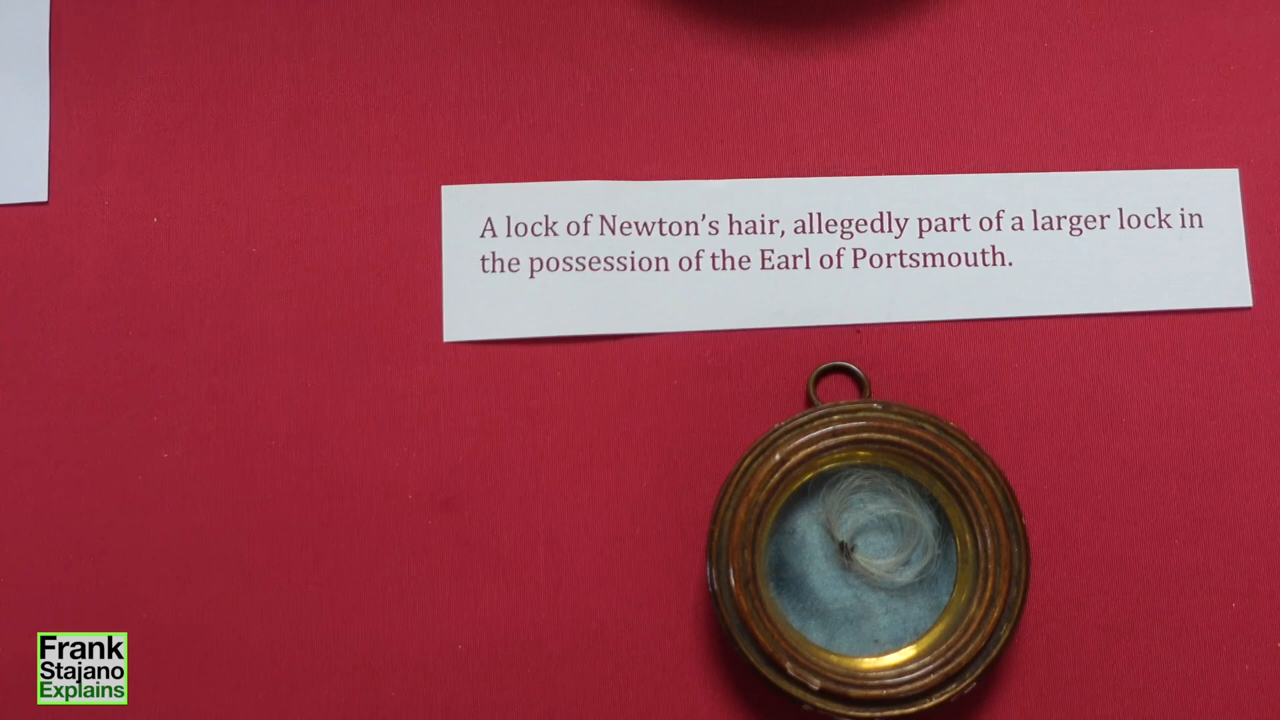 A lock of Newton's hair, allegedly part of a larger lock in
the possession of the Earl of Portsmouth.
Frank
Stajano
Explains